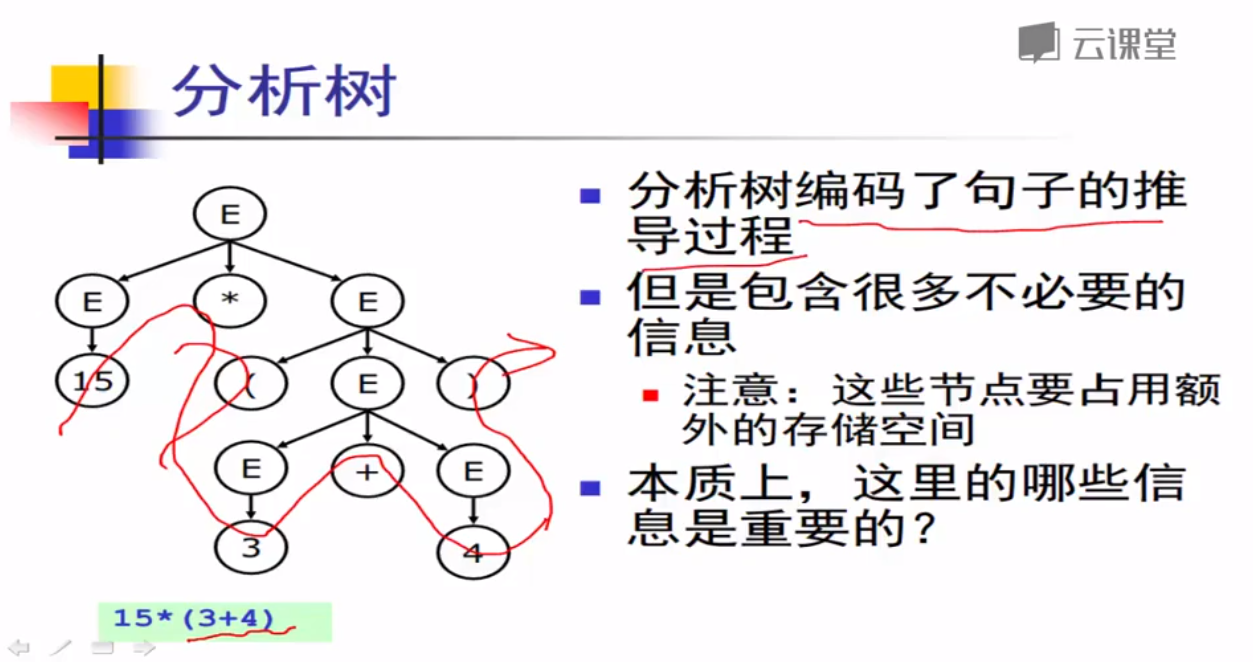 云课堂
分析树
E
E
*
E
15
(
E
)
E
+
E
3
4
15*(3+4)
分析树编码了句子的推
导过程
但是包含很多不必要的
信息
注意：这些节点要占用额
外的存储空间
本质上，这里的哪些信
息是重要的？